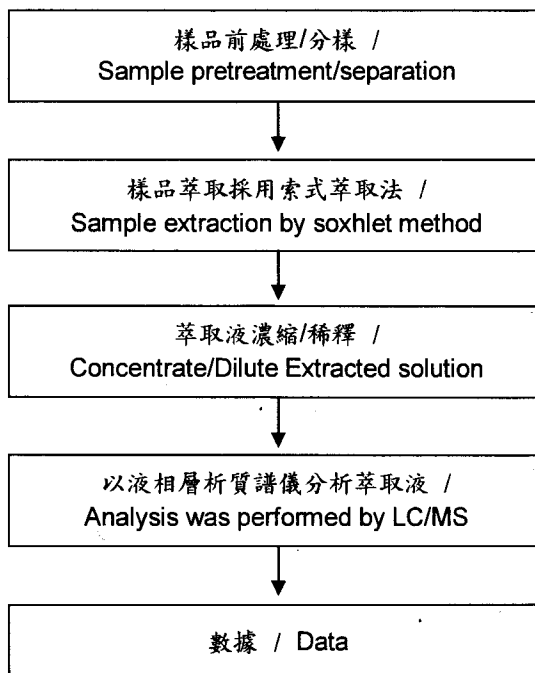 樣品前處理/分樣 /
Sample pretreatment/separation
樣品萃取採用索式萃取法 /
Sample extraction by soxhlet method
萃取液濃縮/稀釋 /
Concentrate/Dilute Extracted solution
以液相層析質譜儀分析萃取液 /
Analysis was performed by LC/MS
數據 / Data